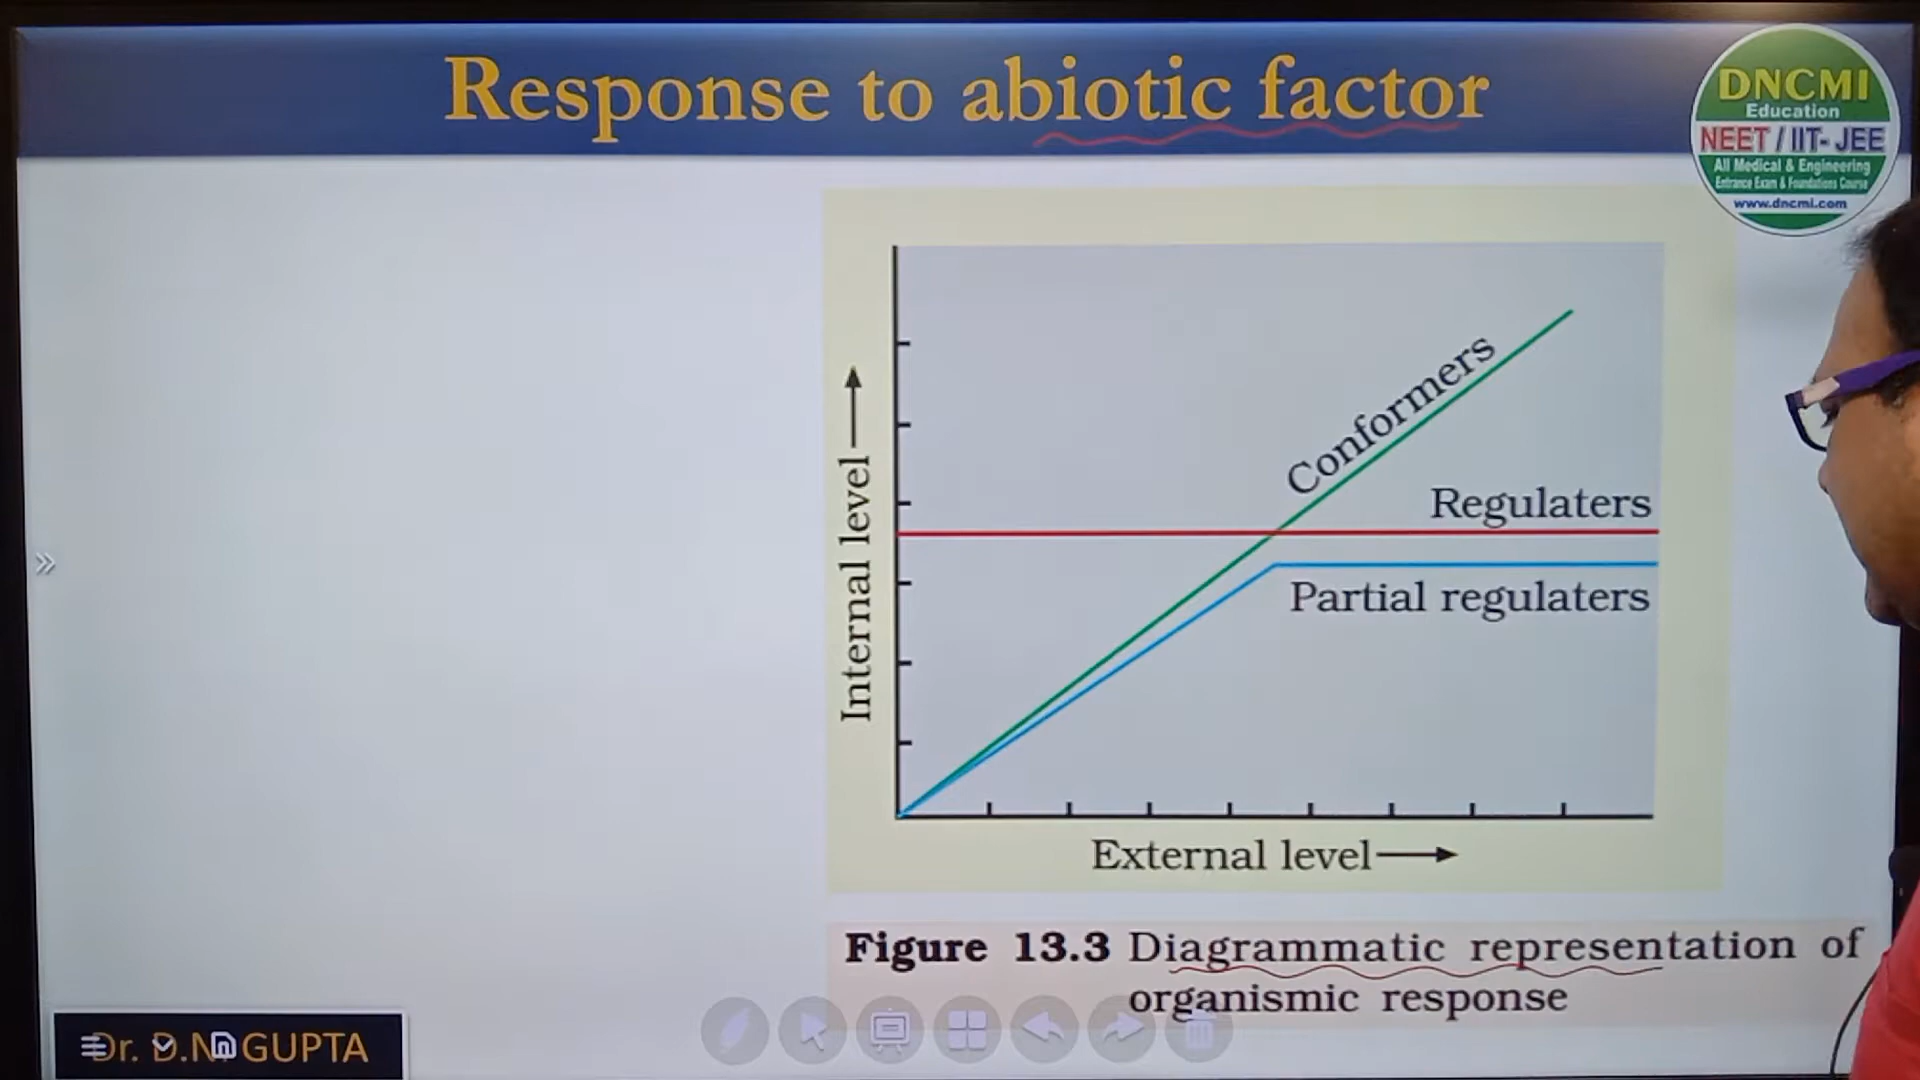 Response to abiotic factor
DNCMI
Education
NEET / IIT-JEE
All Medical & Engineering
Entrance Exam & Foundations Course
www.dncmi.com
Conformers
Regulaters
Partial regulaters
Internal level
External level
Figure 13.3 Diagrammatic representation of
organismic response
Dr. D.N. GUPTA